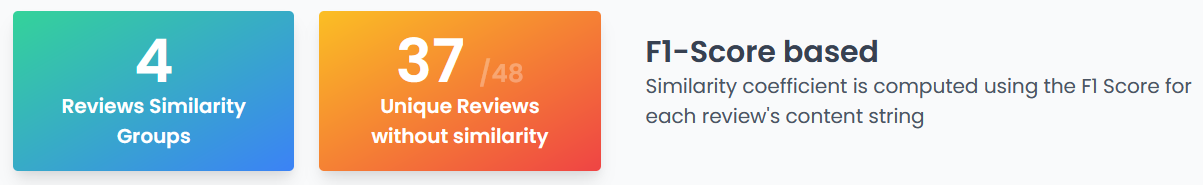 4
Reviews Similarity
Groups
37 /48
Unique Reviews
without similarity
F1-Score based
Similarity coefficient is computed using the F1 Score for
each review's content string